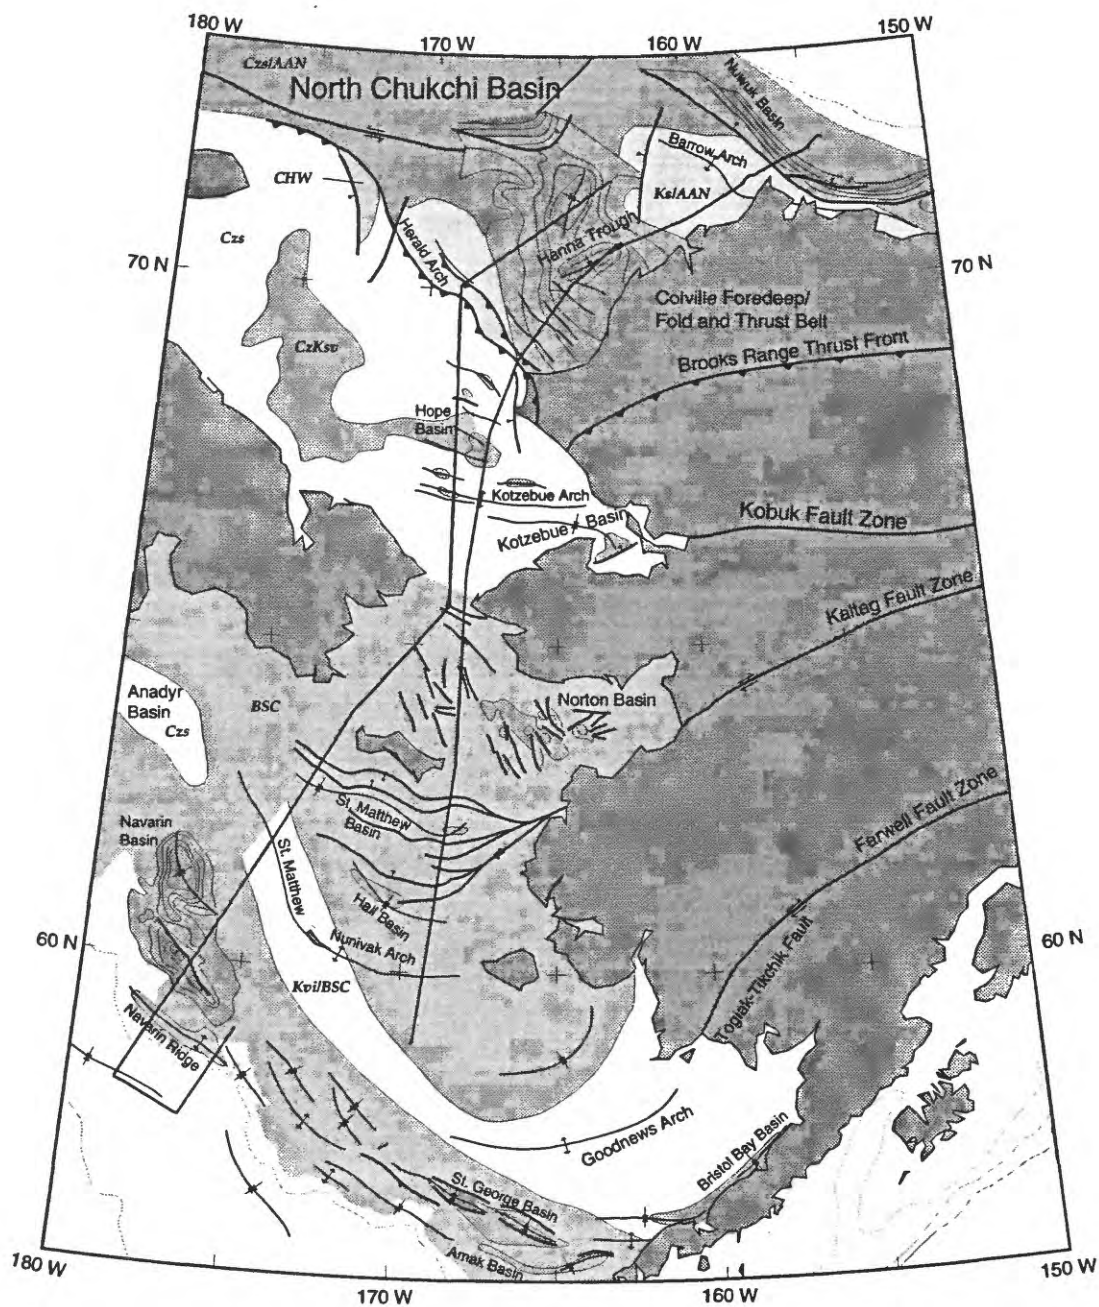 180 W
170 W
160 W
150 W
Czs/AAN
North Chukchi Basin
Nuwuk Basin
Barrow Arch
CHW
Ks/AAN
Czs
Herald Arch
Hanna Trough
70 N
70 N
Colville Foredeep/
Fold and Thrust Belt
CzKsv
Brooks Range Thrust Front
Hope
Basin
Kotzebue Arch
Kotzebue Basin
Kobuk Fault Zone
Kaltag Fault Zone
Anadyr
Basin
Czs
BSC
Norton Basin
St. Matthew
Basin
Farwell Fault Zone
Navarin
Basin
St. Matthew
Hall Basin
Nunivak Arch
60 N
60 N
Kvi/BSC
Togiak-Tikchik Fault
Navarin Ridge
Goodnews Arch
Bristol Bay Basin
St. George Basin
Amak Basin
180 W
170 W
160 W
150 W